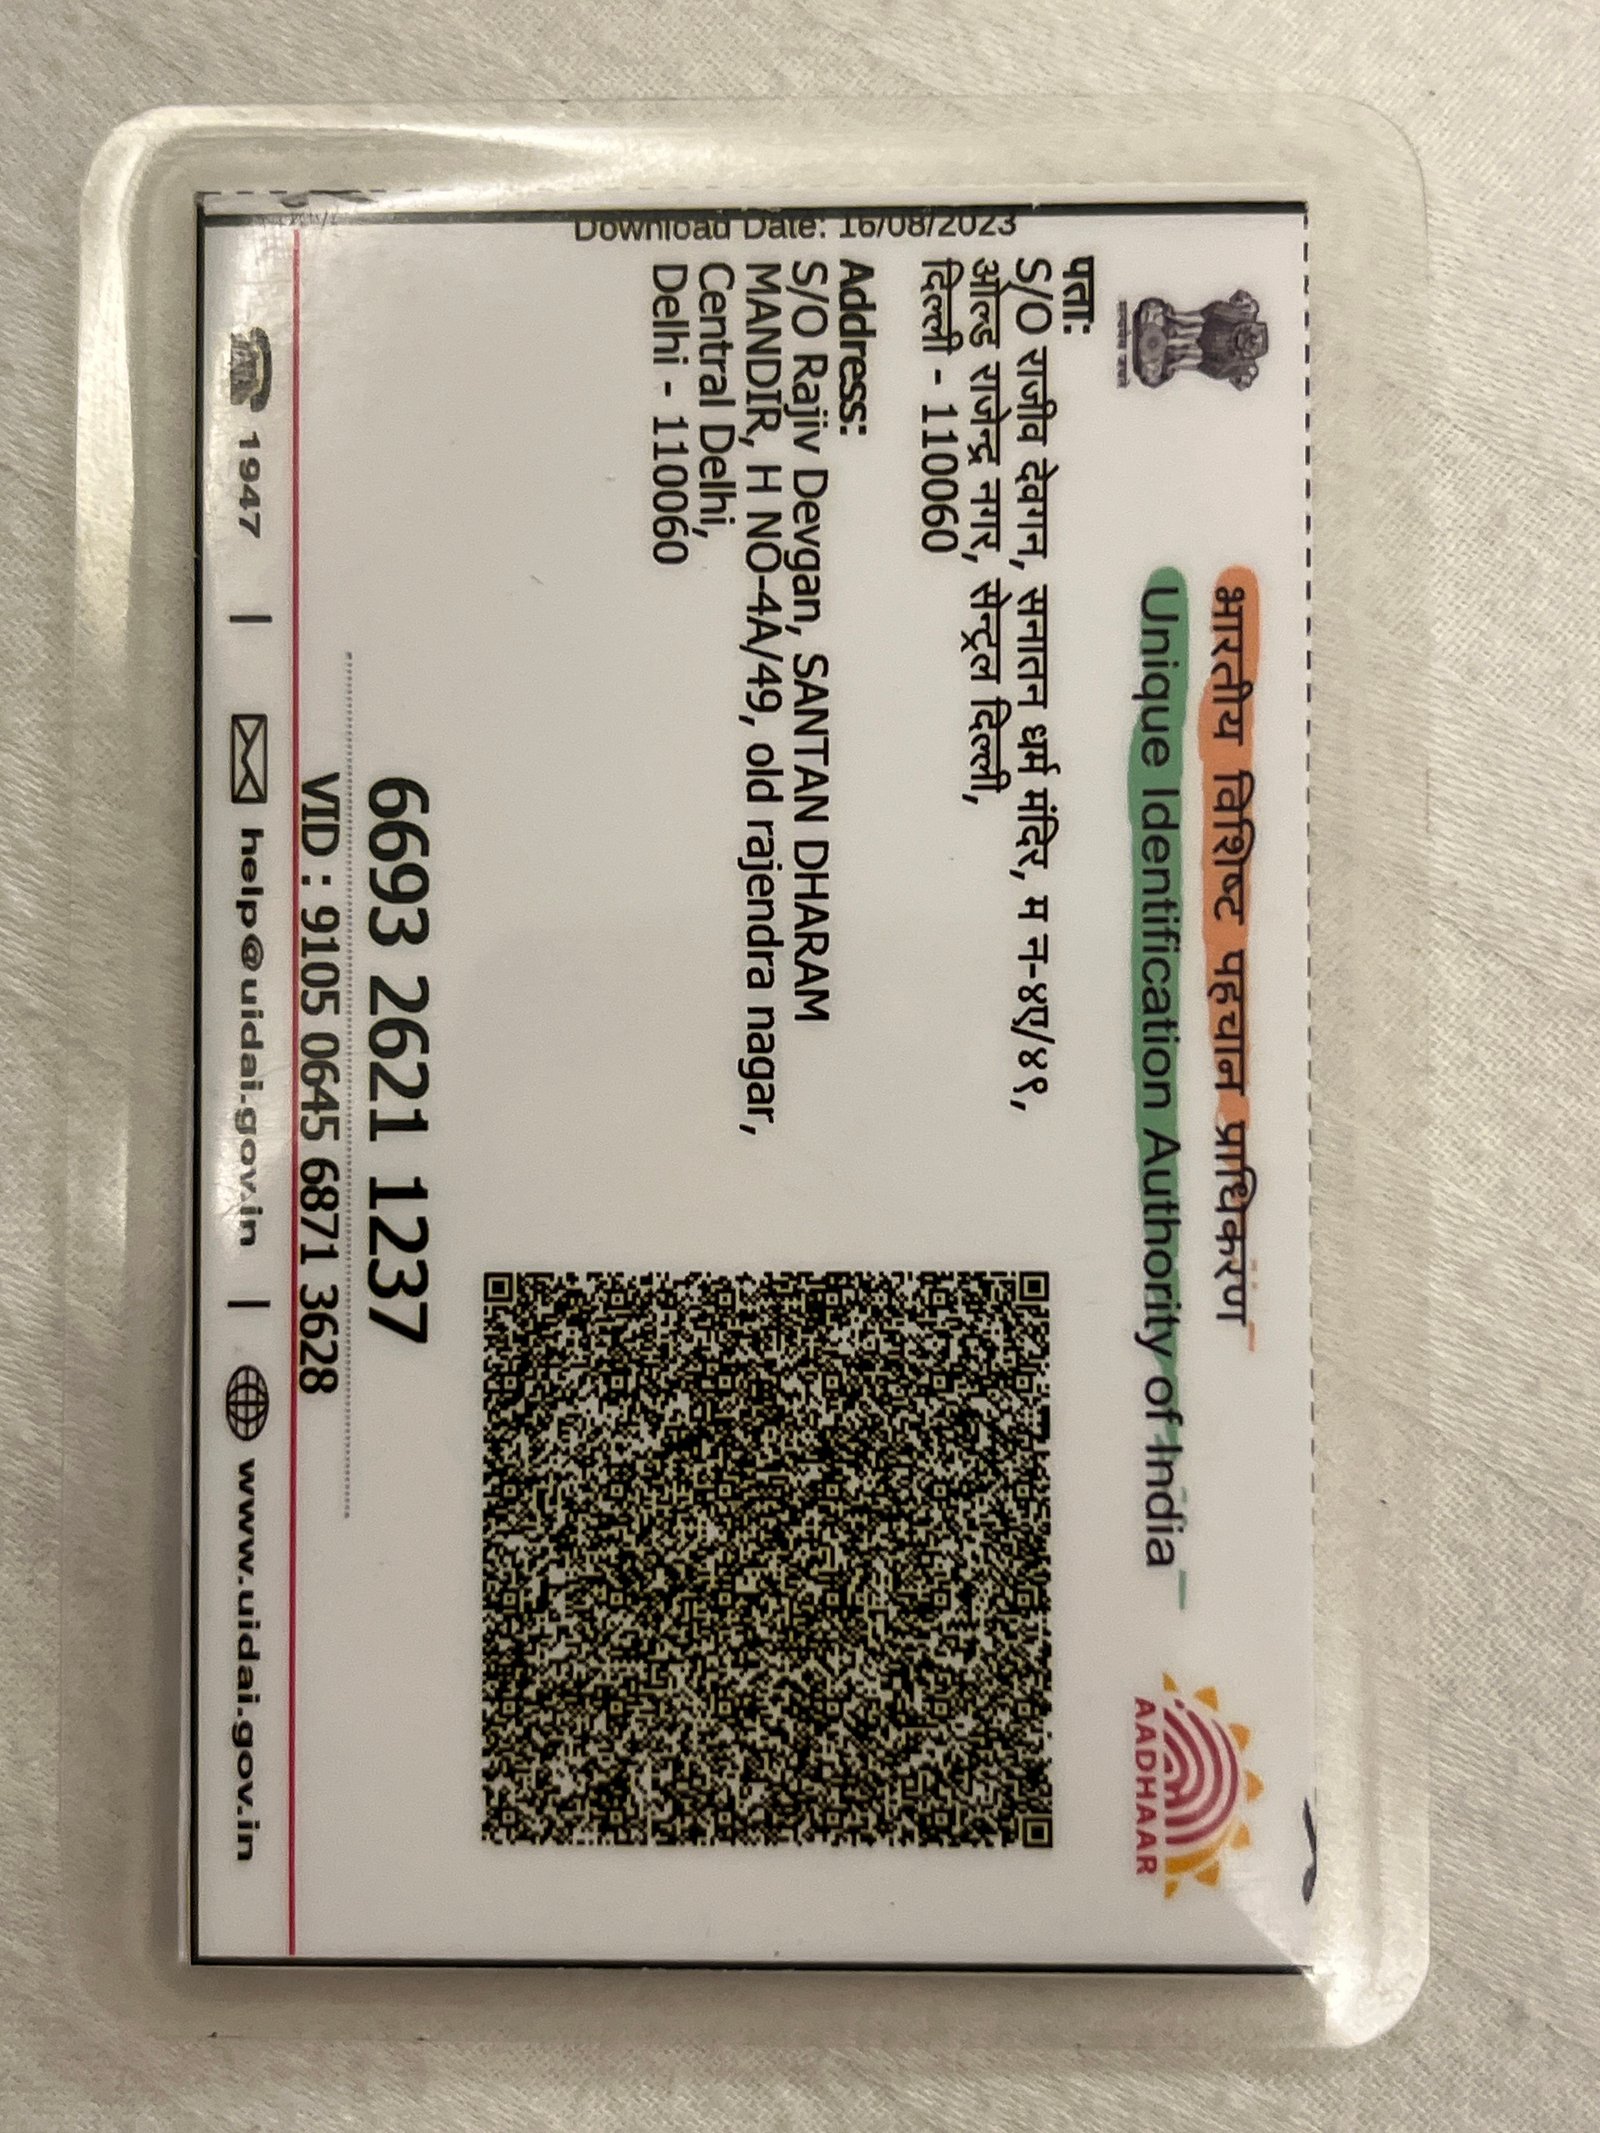 भारतीय विशिष्ट पहचान प्राधिकरण
Unique Identification Authority of India
AADHAAR
पता:
S/O राजीव देवगन, सनातन धर्म मंदिर, म न-४ए/४९,
ओल्ड राजेन्द्र नगर, सेन्ट्रल दिल्ली,
दिल्ली - 110060
Address:
S/O Rajiv Devgan, SANTAN DHARAM
MANDIR, H NO-4A/49, old rajendra nagar,
Central Delhi,
Delhi - 110060
Download Date: 16/08/2023
6693 2621 1237
VID : 9105 0645 6871 3628
1947 | help@uidai.gov.in | www.uidai.gov.in